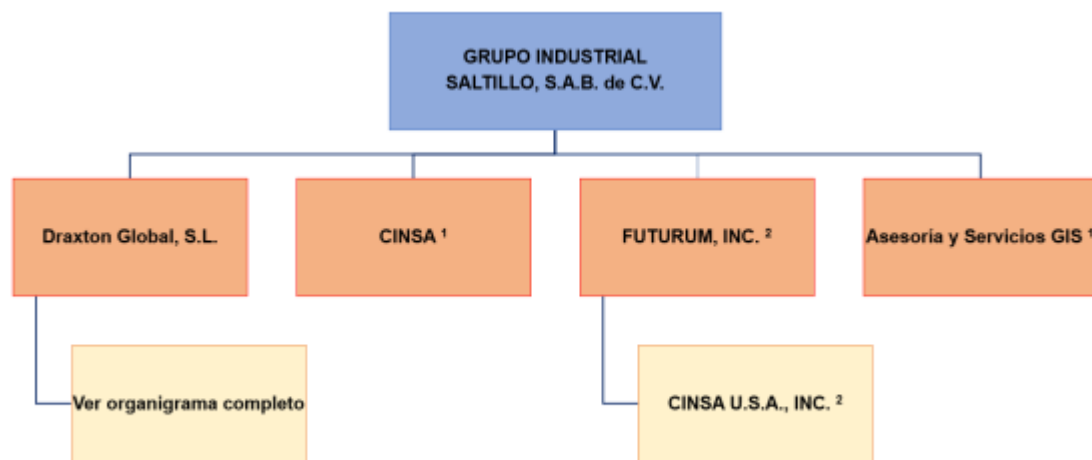 GRUPO INDUSTRIAL
SALTILLO, S.A.B. de C.V.
Draxton Global, S.L.
CINSA ¹
FUTURUM, INC. ²
Asesoría y Servicios GIS ¹
Ver organigrama completo
CINSA U.S.A., INC. ²